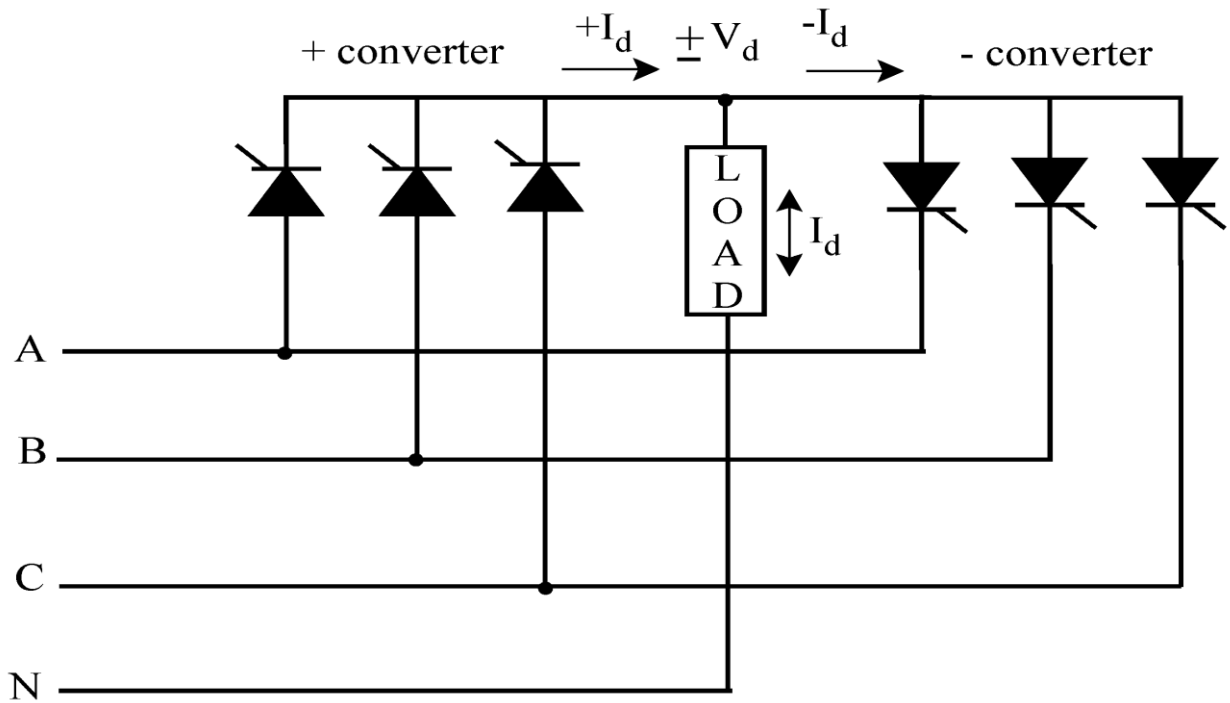 + converter
+I_d
± V_d
-I_d
- converter
L
O
A
D
I_d
A
B
C
N